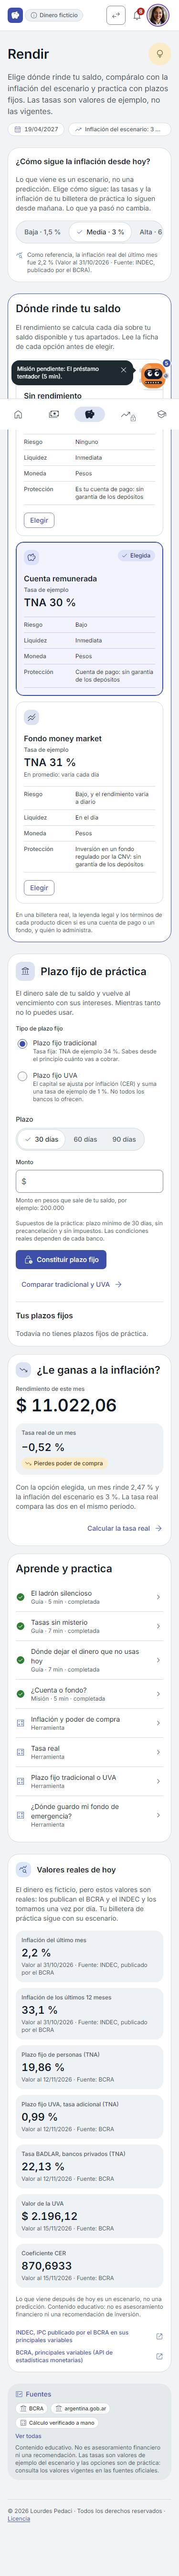 Dinero ficticio
6
Rendir
Elige dónde rinde tu saldo, compáralo con la
inflación del escenario y practica con plazos
fijos. Las tasas son valores de ejemplo, no
las vigentes.
19/04/2027
Inflación del escenario: 3 ...
¿Cómo sigue la inflación desde hoy?
Lo que viene es un escenario, no una
predicción. Elige cómo sigue: las tasas y la
inflación de tu billetera de práctica lo siguen
desde mañana. Lo que ya pasó no cambia.
Baja · 1,5 %
Media · 3 %
Alta · 6
Como referencia, la inflación real del último mes
fue 2,2 % (Valor al 31/10/2026 · Fuente: INDEC,
publicado por el BCRA).
Dónde rinde tu saldo
El rendimiento se calcula cada día sobre tu
saldo disponible y tus apartados. Lee la ficha
de cada opción antes de elegir.
Misión pendiente: El préstamo
tentador (5 min).
5
Sin rendimiento
Riesgo
Ninguno
Liquidez
Inmediata
Moneda
Pesos
Protección
Es tu cuenta de pago: sin
garantía de los depósitos
Elegir
Elegida
Cuenta remunerada
Tasa de ejemplo
TNA 30 %
Riesgo
Bajo
Liquidez
Inmediata
Moneda
Pesos
Protección
Cuenta de pago: sin garantía
de los depósitos
Fondo money market
Tasa de ejemplo
TNA 31 %
En promedio: varía cada día
Riesgo
Bajo, y el rendimiento varía
a diario
Liquidez
En el día
Moneda
Pesos
Protección
Inversión en un fondo
regulado por la CNV: sin
garantía de los depósitos
Elegir
En una billetera real, la leyenda legal y los términos de
cada producto dicen si es una cuenta de pago o un
fondo, y quién lo administra.
Plazo fijo de práctica
El dinero sale de tu saldo y vuelve al
vencimiento con sus intereses. Mientras tanto
no lo puedes usar.
Tipo de plazo fijo
Plazo fijo tradicional
Tasa fija: TNA de ejemplo 34 %. Sabes desde
el principio cuánto vas a cobrar.
Plazo fijo UVA
El capital se ajusta por inflación (CER) y suma
una tasa de ejemplo de 1 %. No todos los
bancos lo ofrecen.
Plazo
30 días
60 días
90 días
Monto
$
Monto en pesos que sale de tu saldo, por
ejemplo: 200.000
Supuestos de la práctica: plazo mínimo de 30 días, sin
precancelación y sin impuestos. Las condiciones
reales dependen de cada banco.
Constituir plazo fijo
Comparar tradicional y UVA
Tus plazos fijos
Todavía no tienes plazos fijos de práctica.
¿Le ganas a la inflación?
Rendimiento de este mes
$ 11.022,06
Tasa real de un mes
−0,52 %
Pierdes poder de compra
Con la opción elegida, un mes rinde 2,47 % y
la inflación del escenario es 3 %. La tasa real
compara las dos en el mismo período.
Calcular la tasa real
Aprende y practica
El ladrón silencioso
Guía · 5 min · completada
Tasas sin misterio
Guía · 7 min · completada
Dónde dejar el dinero que no usas
hoy
Guía · 7 min · completada
¿Cuenta o fondo?
Misión · 5 min · completada
Inflación y poder de compra
Herramienta
Tasa real
Herramienta
Plazo fijo tradicional o UVA
Herramienta
¿Dónde guardo mi fondo de
emergencia?
Herramienta
Valores reales de hoy
El dinero es ficticio, pero estos valores son
reales: los publican el BCRA y el INDEC y los
tomamos una vez por día. Tu billetera de
práctica sigue con su escenario.
Inflación del último mes
2,2 %
Valor al 31/10/2026 · Fuente: INDEC, publicado
por el BCRA
Inflación de los últimos 12 meses
33,1 %
Valor al 31/10/2026 · Fuente: INDEC, publicado
por el BCRA
Plazo fijo de personas (TNA)
19,86 %
Valor al 12/11/2026 · Fuente: BCRA
Plazo fijo UVA, tasa adicional (TNA)
0,99 %
Valor al 12/11/2026 · Fuente: BCRA
Tasa BADLAR, bancos privados (TNA)
22,13 %
Valor al 12/11/2026 · Fuente: BCRA
Valor de la UVA
$ 2.196,12
Valor al 15/11/2026 · Fuente: BCRA
Coeficiente CER
870,6933
Valor al 15/11/2026 · Fuente: BCRA
Lo que viene después de hoy es un escenario, no una
predicción. Contenido educativo: no es asesoramiento
financiero ni una recomendación de inversión.
INDEC, IPC publicado por el BCRA en sus
principales variables
BCRA, principales variables (API de
estadísticas monetarias)
Fuentes
BCRA
argentina.gob.ar
Cálculo verificado a mano
Ver todas
Contenido educativo. No es asesoramiento financiero
ni una recomendación. Las tasas son valores de
ejemplo del escenario y las opciones son de práctica:
consulta los valores vigentes en las fuentes oficiales.
© 2026 Lourdes Pedaci · Todos los derechos reservados ·
Licencia